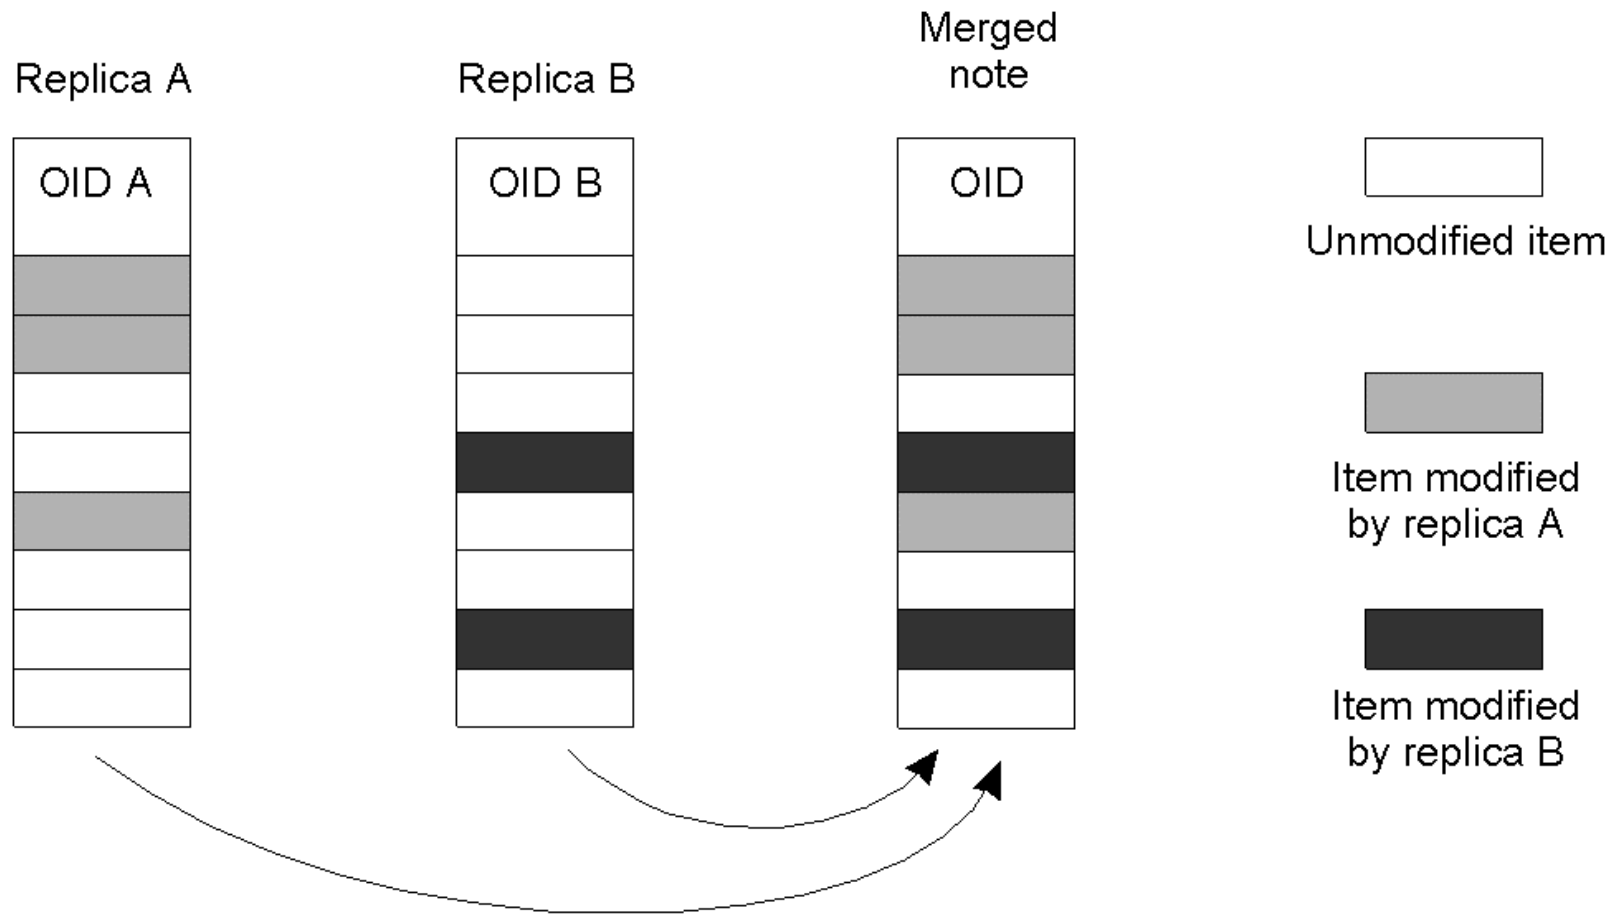 Replica A
Replica B
Merged
note
OID A
OID B
OID
Unmodified item
Item modified
by replica A
Item modified
by replica B